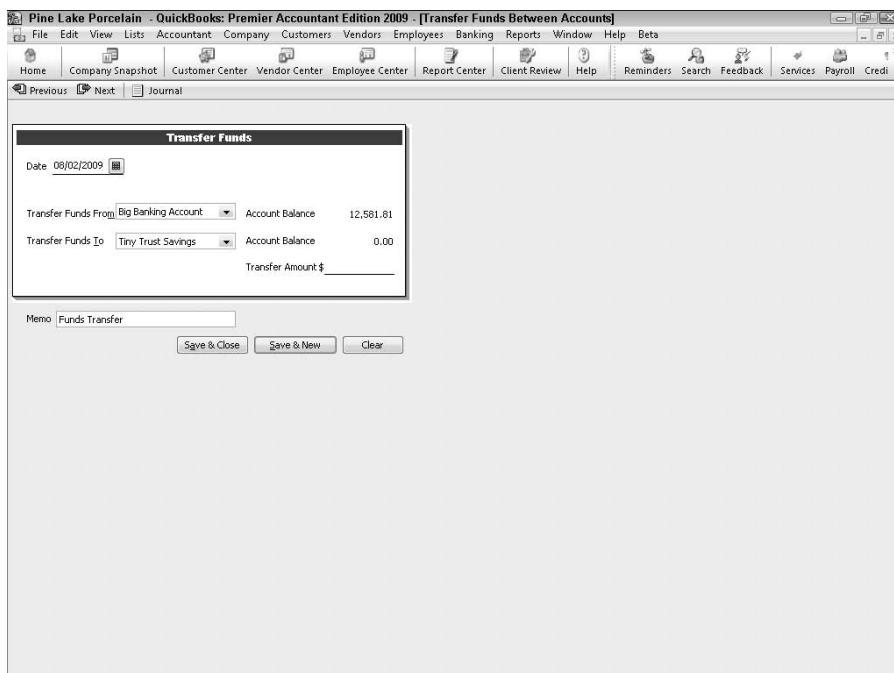 Pine Lake Porcelain - QuickBooks: Premier Accountant Edition 2009 - [Transfer Funds Between Accounts]
File Edit View Lists Accountant Company Customers Vendors Employees Banking Reports Window Help Beta
Home Company Snapshot Customer Center Vendor Center Employee Center Report Center Client Review Help Reminders Search Feedback Services Payroll Credi
Previous Next Journal
Transfer Funds
Date 08/02/2009
Transfer Funds From Big Banking Account Account Balance 12,581.81
Transfer Funds To Tiny Trust Savings Account Balance 0.00
Transfer Amount $
Memo Funds Transfer
Save & Close Save & New Clear